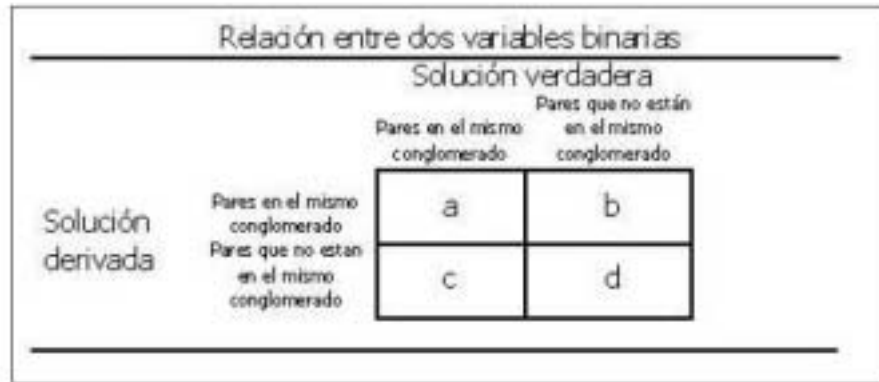 Relación entre dos variables binarias
Solución verdadera
Pares en el mismo
conglomerado
Pares que no están
en el mismo
conglomerado
Solución
derivada
Pares en el mismo
conglomerado
a
b
Pares que no estan
en el mismo
conglomerado
c
d